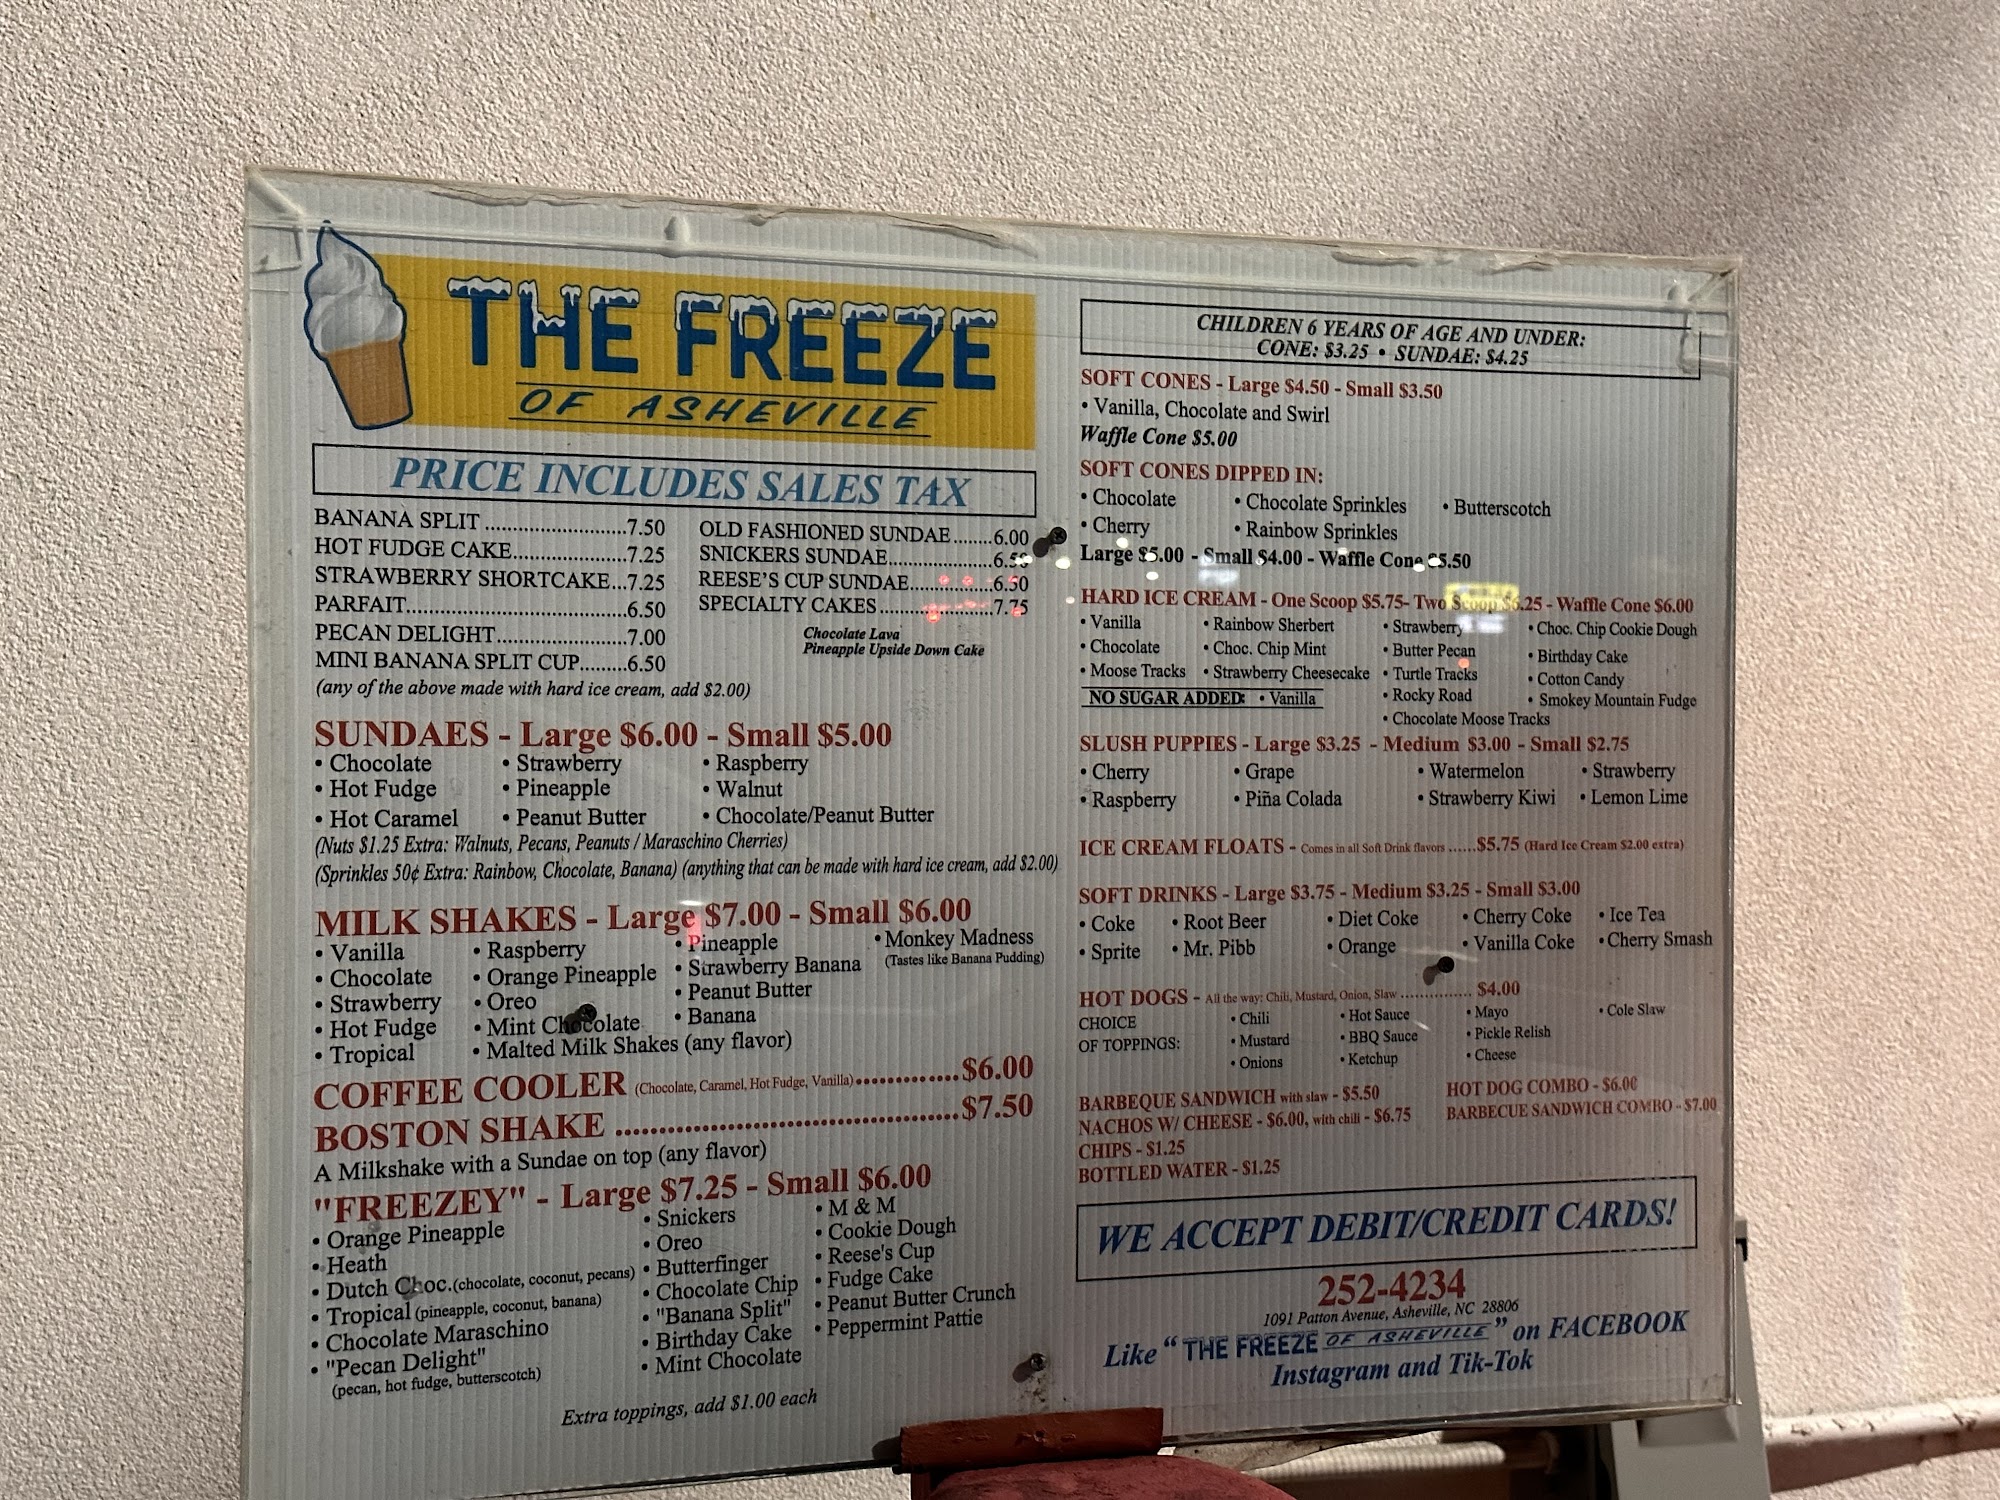 THE FREEZE
OF ASHEVILLE
PRICE INCLUDES SALES TAX
BANANA SPLIT ........................7.50
HOT FUDGE CAKE...................7.25
STRAWBERRY SHORTCAKE...7.25
PARFAIT.....................................6.50
PECAN DELIGHT......................7.00
MINI BANANA SPLIT CUP........6.50
(any of the above made with hard ice cream, add $2.00)
OLD FASHIONED SUNDAE.......6.00
SNICKERS SUNDAE..................6.50
REESE'S CUP SUNDAE..............6.50
SPECIALTY CAKES....................7.75
Chocolate Lava
Pineapple Upside Down Cake
SUNDAES - Large $6.00 - Small $5.00
• Chocolate • Strawberry • Raspberry
• Hot Fudge • Pineapple • Walnut
• Hot Caramel • Peanut Butter • Chocolate/Peanut Butter
(Nuts $1.25 Extra: Walnuts, Pecans, Peanuts / Maraschino Cherries)
(Sprinkles 50¢ Extra: Rainbow, Chocolate, Banana) (anything that can be made with hard ice cream, add $2.00)
MILK SHAKES - Large $7.00 - Small $6.00
• Vanilla • Raspberry • Pineapple • Monkey Madness
(Tastes like Banana Pudding)
• Chocolate • Orange Pineapple • Strawberry Banana
• Strawberry • Oreo • Peanut Butter
• Hot Fudge • Mint Chocolate • Banana
• Tropical • Malted Milk Shakes (any flavor)
COFFEE COOLER (Chocolate, Caramel, Hot Fudge, Vanilla).............$6.00
BOSTON SHAKE .......................................$7.50
A Milkshake with a Sundae on top (any flavor)
"FREEZEY" - Large $7.25 - Small $6.00
• Orange Pineapple
• Heath
• Dutch Choc.(chocolate, coconut, pecans)
• Tropical (pineapple, coconut, banana)
• Chocolate Maraschino
• "Pecan Delight"
(pecan, hot fudge, butterscotch)
• Snickers
• Oreo
• Butterfinger
• Chocolate Chip
• "Banana Split"
• Birthday Cake
• Mint Chocolate
• M & M
• Cookie Dough
• Reese's Cup
• Fudge Cake
• Peanut Butter Crunch
• Peppermint Pattie
Extra toppings, add $1.00 each
CHILDREN 6 YEARS OF AGE AND UNDER:
CONE: $3.25 • SUNDAE: $4.25
SOFT CONES - Large $4.50 - Small $3.50
• Vanilla, Chocolate and Swirl
Waffle Cone $5.00
SOFT CONES DIPPED IN:
• Chocolate • Chocolate Sprinkles • Butterscotch
• Cherry • Rainbow Sprinkles
Large $5.00 - Small $4.00 - Waffle Cone $5.50
HARD ICE CREAM - One Scoop $5.75- Two Scoop $6.25 - Waffle Cone $6.00
• Vanilla • Rainbow Sherbert • Strawberry • Choc. Chip Cookie Dough
• Chocolate • Choc. Chip Mint • Butter Pecan • Birthday Cake
• Moose Tracks • Strawberry Cheesecake • Turtle Tracks • Cotton Candy
NO SUGAR ADDED: • Vanilla • Rocky Road • Smokey Mountain Fudge
• Chocolate Moose Tracks
SLUSH PUPPIES - Large $3.25 - Medium $3.00 - Small $2.75
• Cherry • Grape • Watermelon • Strawberry
• Raspberry • Piña Colada • Strawberry Kiwi • Lemon Lime
ICE CREAM FLOATS - Comes in all Soft Drink flavors ......$5.75 (Hard Ice Cream $2.00 extra)
SOFT DRINKS - Large $3.75 - Medium $3.25 - Small $3.00
• Coke • Root Beer • Diet Coke • Cherry Coke • Ice Tea
• Sprite • Mr. Pibb • Orange • Vanilla Coke • Cherry Smash
HOT DOGS - All the way: Chili, Mustard, Onion, Slaw ............... $4.00
CHOICE • Chili • Hot Sauce • Mayo • Cole Slaw
OF TOPPINGS: • Mustard • BBQ Sauce • Pickle Relish
• Onions • Ketchup • Cheese
BARBEQUE SANDWICH with slaw - $5.50 HOT DOG COMBO - $6.00
NACHOS W/ CHEESE - $6.00, with chili - $6.75 BARBECUE SANDWICH COMBO - $7.00
CHIPS - $1.25
BOTTLED WATER - $1.25
WE ACCEPT DEBIT/CREDIT CARDS!
252-4234
1091 Patton Avenue, Asheville, NC 28806
Like "THE FREEZE OF ASHEVILLE" on FACEBOOK
Instagram and Tik-Tok